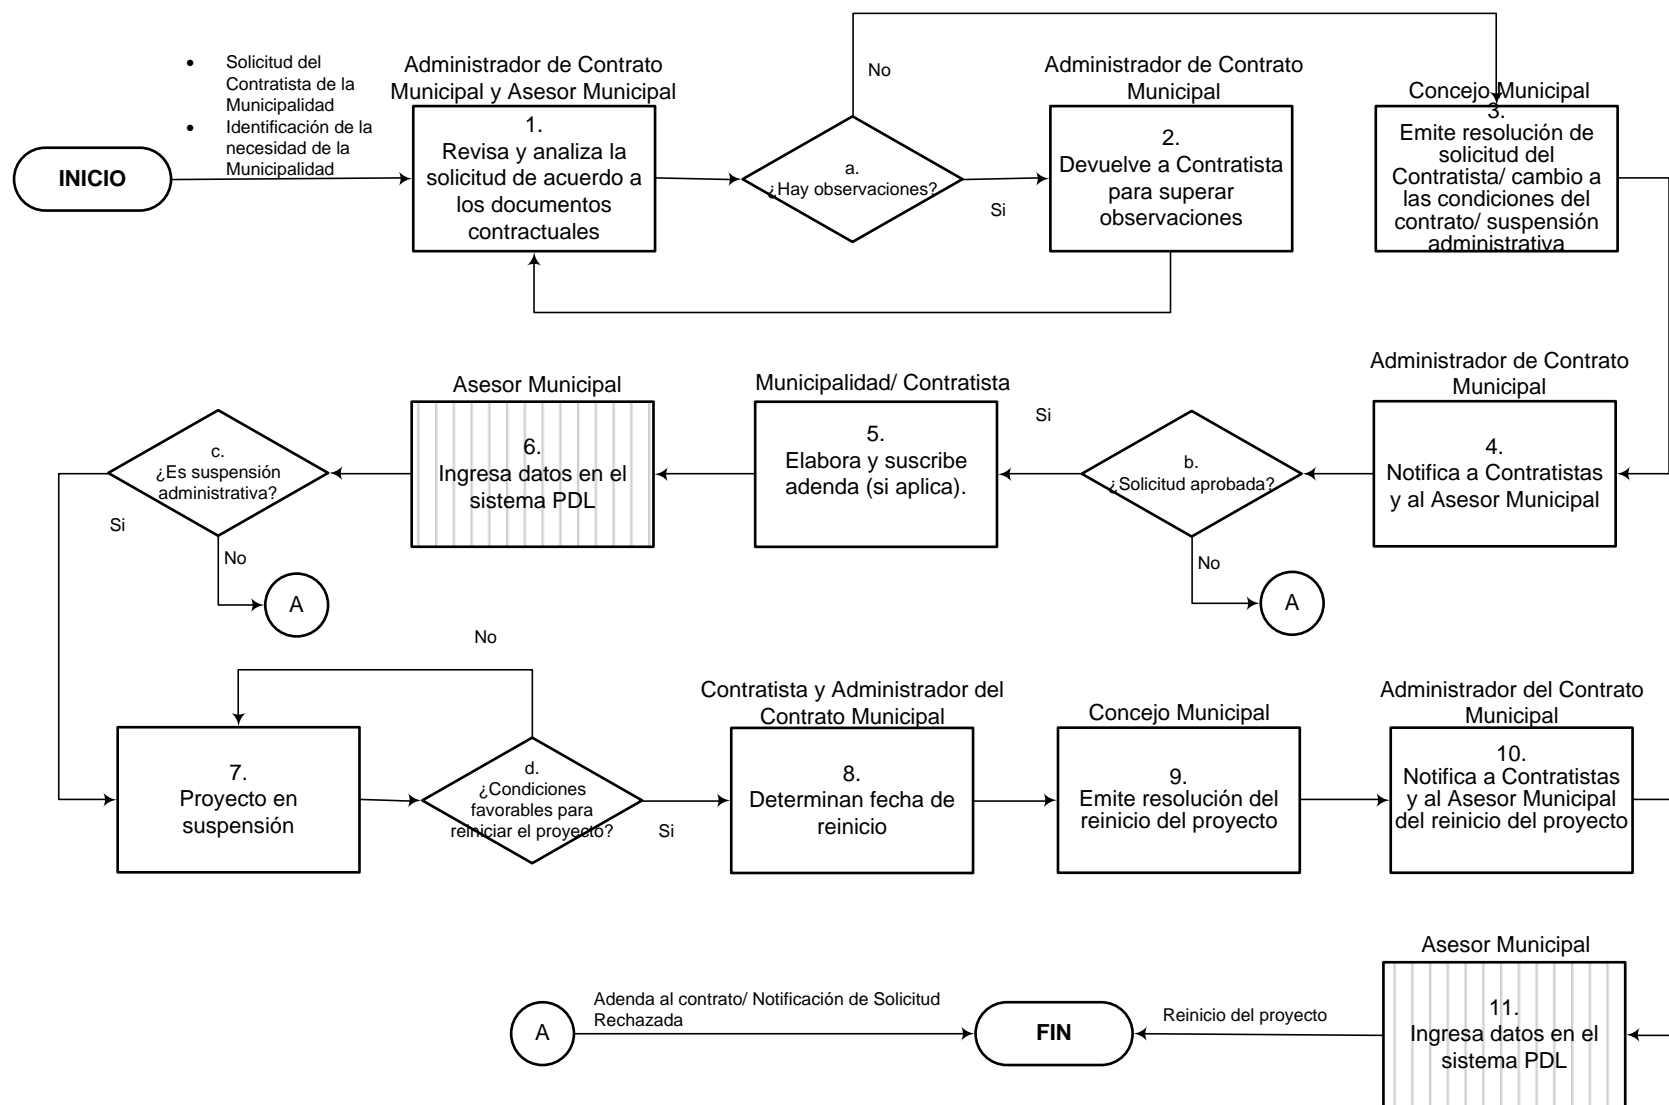 INICIO
• Solicitud del
Contratista de la
Municipalidad
• Identificación de la
necesidad de la
Municipalidad
Administrador de Contrato
Municipal y Asesor Municipal
1.
Revisa y analiza la
solicitud de acuerdo a
los documentos
contractuales
No
a.
¿Hay observaciones?
Si
Administrador de Contrato
Municipal
2.
Devuelve a Contratista
para superar
observaciones
Concejo Municipal
3.
Emite resolución de
solicitud del
Contratista/ cambio a
las condiciones del
contrato/ suspensión
administrativa
Administrador de Contrato
Municipal
4.
Notifica a Contratistas
y al Asesor Municipal
b.
¿Solicitud aprobada?
Si
No
A
Municipalidad/ Contratista
5.
Elabora y suscribe
adenda (si aplica).
Asesor Municipal
6.
Ingresa datos en el
sistema PDL
c.
¿Es suspensión
administrativa?
Si
No
A
7.
Proyecto en
suspensión
No
d.
¿Condiciones
favorables para
reiniciar el proyecto?
Si
Contratista y Administrador del
Contrato Municipal
8.
Determinan fecha de
reinicio
Concejo Municipal
9.
Emite resolución del
reinicio del proyecto
Administrador del Contrato
Municipal
10.
Notifica a Contratistas
y al Asesor Municipal
del reinicio del proyecto
Asesor Municipal
11.
Ingresa datos en el
sistema PDL
Reinicio del proyecto
A
Adenda al contrato/ Notificación de Solicitud
Rechazada
FIN